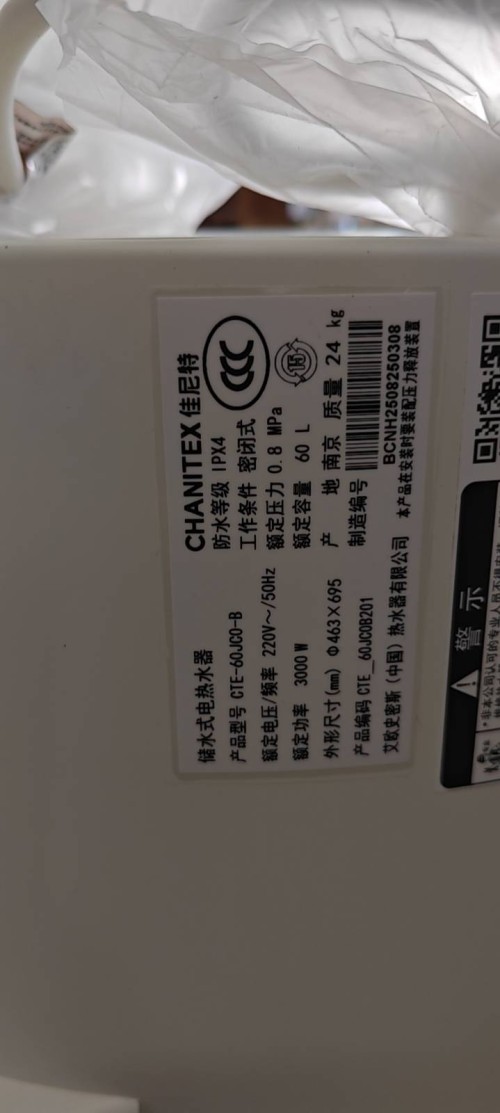 CHANITEX 佳尼特
储水式电热水器
防水等级 IPX4
产品型号 CTE-60JC0-B
工作条件 密闭式
额定电压/频率 220V~/50Hz
额定压力 0.8 MPa
额定功率 3000 W
额定容量 60 L
外形尺寸(mm) Φ463×695
产 地 南京 质量 24 kg
产品编码 CTE_60JC0B201
制造编号
BCNH2508250308
艾欧史密斯(中国)热水器有限公司
本产品在安装时要装配压力释放装置
CCC
15
警示